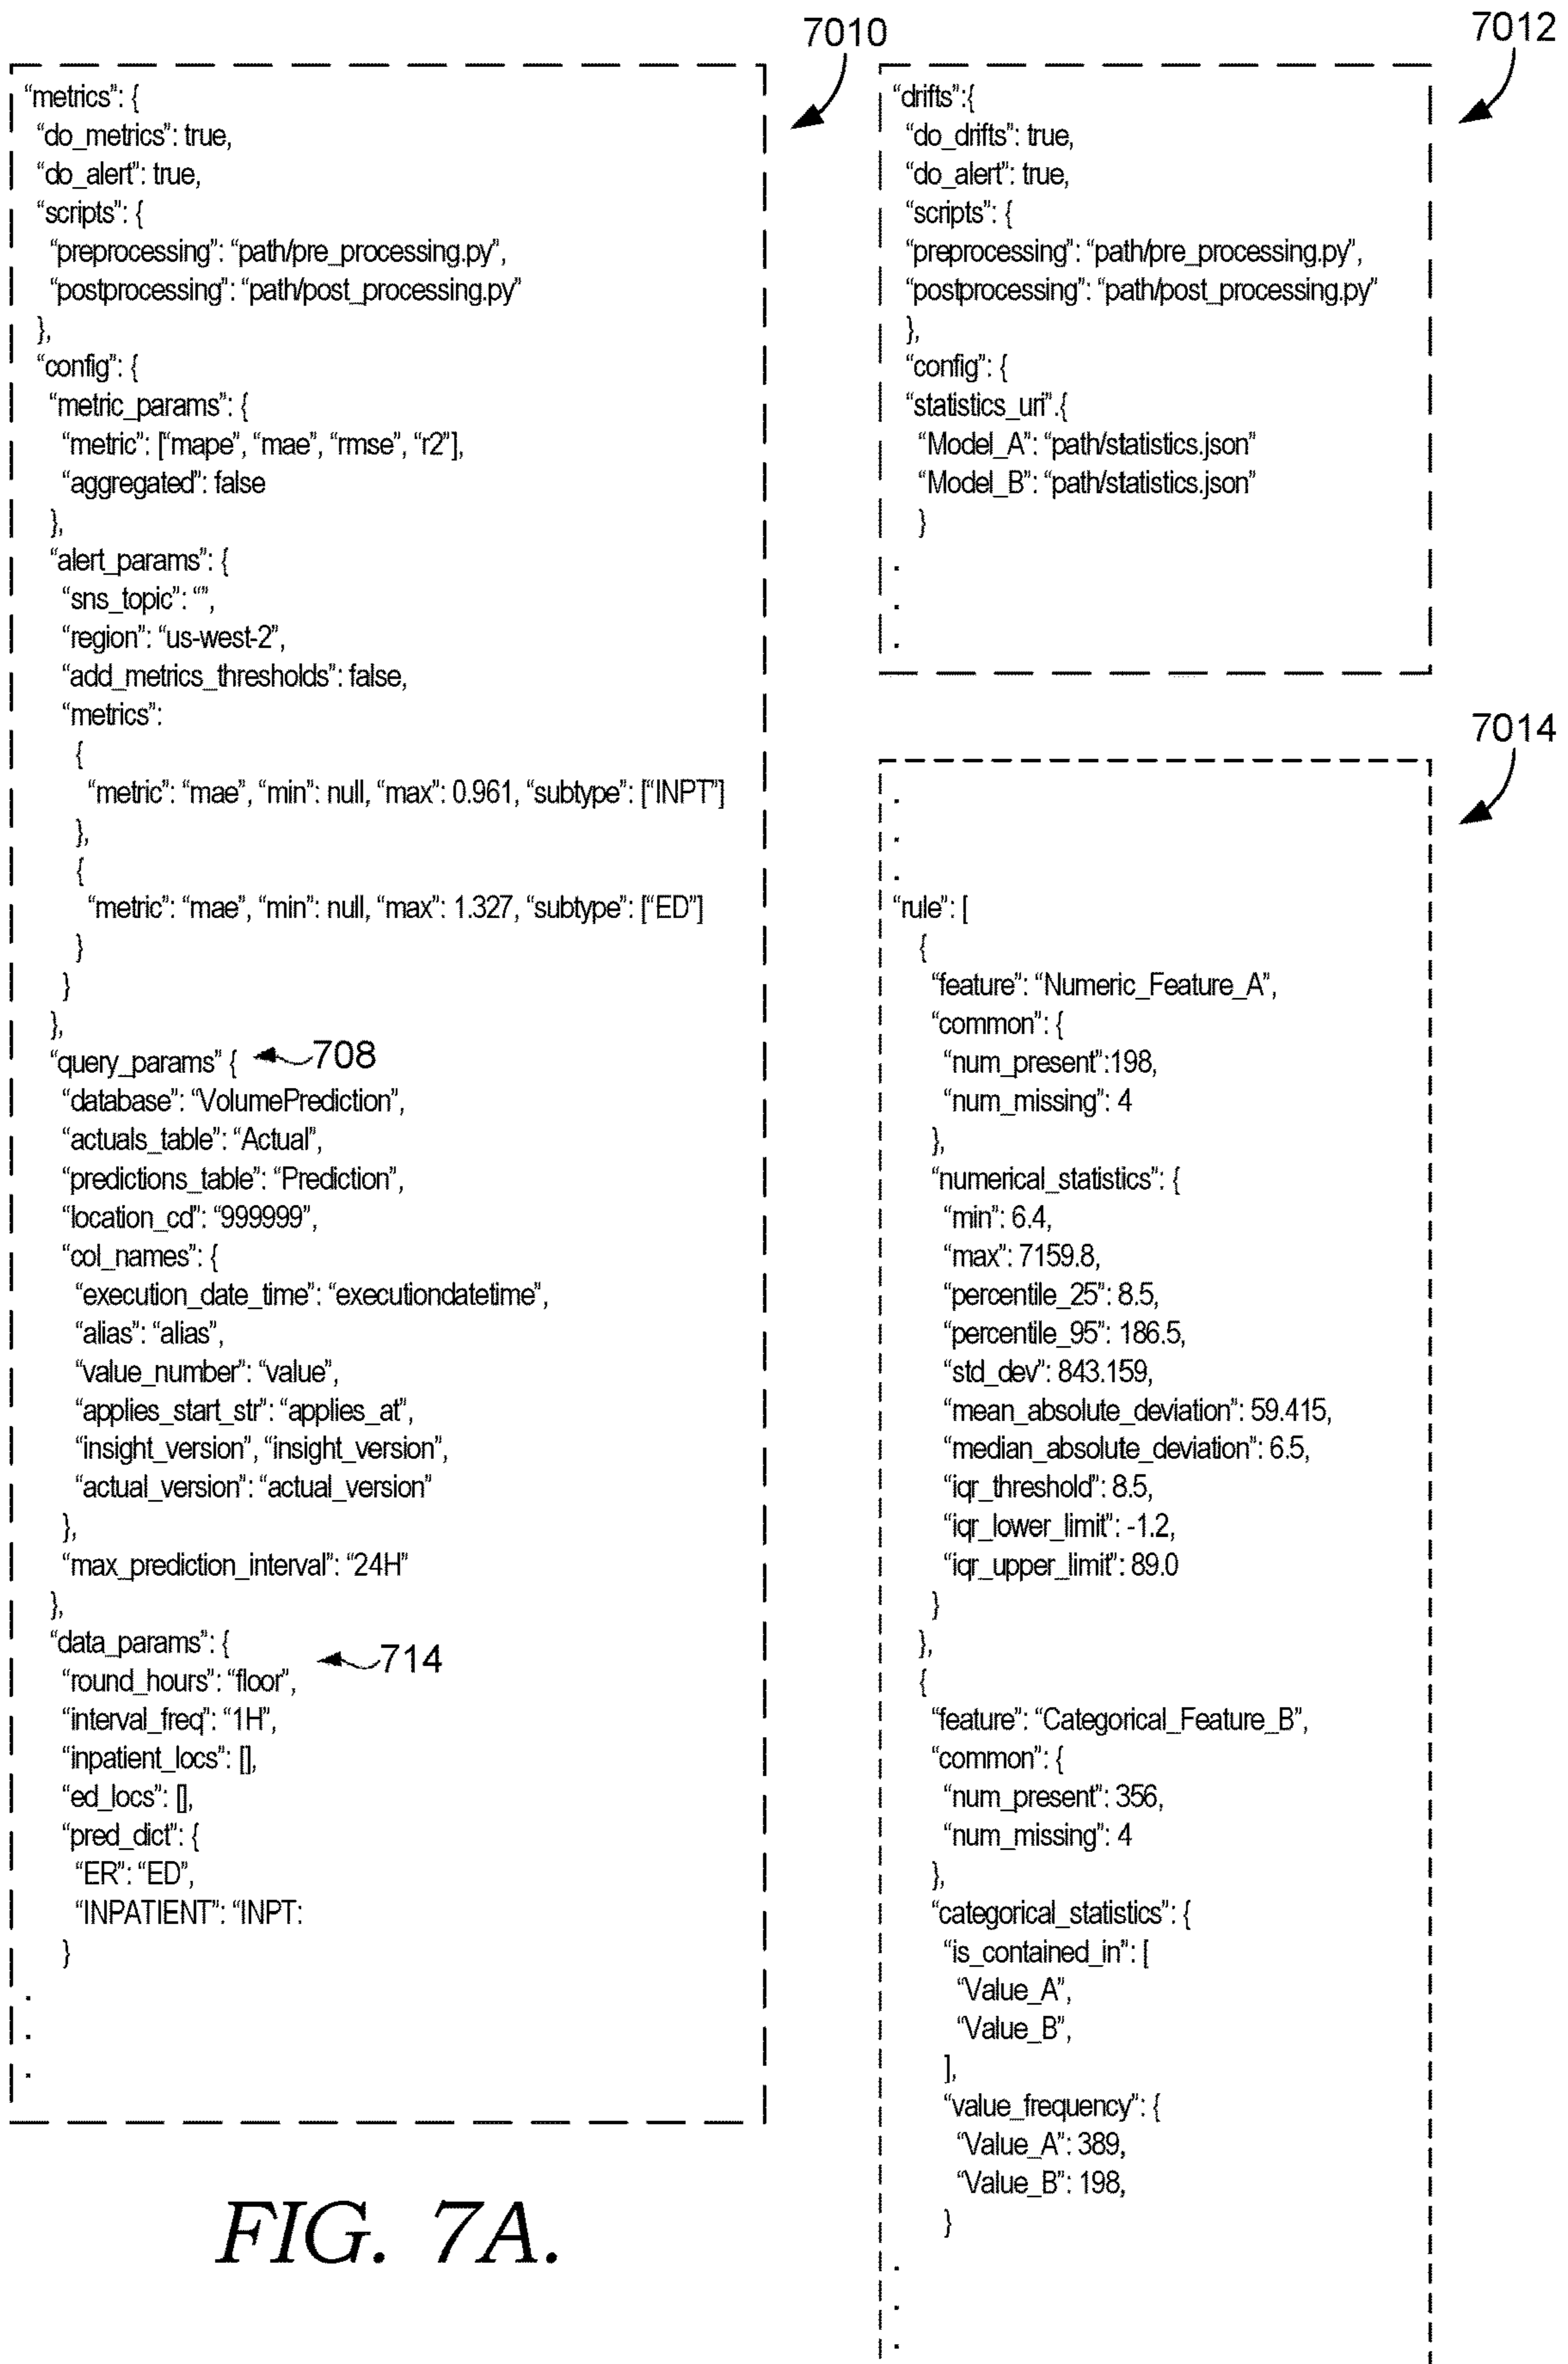 7010
“metrics”: {
“do_metrics”: true,
“do_alert”: true,
“scripts”: {
“preprocessing”: “path/pre_processing.py”,
“postprocessing”: “path/post_processing.py”
},
“config”: {
“metric_params”: {
“metric”: [“mape”, “mae”, “rmse”, “r2”],
“aggregated”: false
},
“alert_params”: {
“sns_topic”: “”,
“region”: “us-west-2”,
“add_metrics_thresholds”: false,
“metrics”:
{
“metric”: “mae”, “min”: null, “max”: 0.961, “subtype”: [“INPT”]
},
{
“metric”: “mae”, “min”: null, “max”: 1.327, “subtype”: [“ED”]
}
}
},
“query_params” { 708
“database”: “VolumePrediction”,
“actuals_table”: “Actual”,
“predictions_table”: “Prediction”,
“location_cd”: “999999”,
“col_names”: {
“execution_date_time”: “executiondatetime”,
“alias”: “alias”,
“value_number”: “value”,
“applies_start_str”: “applies_at”,
“insight_version”, “insight_version”,
“actual_version”: “actual_version”
},
“max_prediction_interval”: “24H”
},
“data_params”: { 714
“round_hours”: “floor”,
“interval_freq”: “1H”,
“inpatient_locs”: [],
“ed_locs”: [],
“pred_dict”: {
“ER”: “ED”,
“INPATIENT”: “INPT:
}
.
.
.
FIG. 7A.
7012
“drifts”:{
“do_drifts”: true,
“do_alert”: true,
“scripts”: {
“preprocessing”: “path/pre_processing.py”,
“postprocessing”: “path/post_processing.py”
},
“config”: {
“statistics_uri”.{
“Model_A”: “path/statistics.json”
“Model_B”: “path/statistics.json”
}
.
.
.
7014
.
.
.
“rule”: [
{
“feature”: “Numeric_Feature_A”,
“common”: {
“num_present”:198,
“num_missing”: 4
},
“numerical_statistics”: {
“min”: 6.4,
“max”: 7159.8,
“percentile_25”: 8.5,
“percentile_95”: 186.5,
“std_dev”: 843.159,
“mean_absolute_deviation”: 59.415,
“median_absolute_deviation”: 6.5,
“iqr_threshold”: 8.5,
“iqr_lower_limit”: -1.2,
“iqr_upper_limit”: 89.0
}
},
{
“feature”: “Categorical_Feature_B”,
“common”: {
“num_present”: 356,
“num_missing”: 4
},
“categorical_statistics”: {
“is_contained_in”: [
“Value_A”,
“Value_B”,
],
“value_frequency”: {
“Value_A”: 389,
“Value_B”: 198,
}
.
.
.